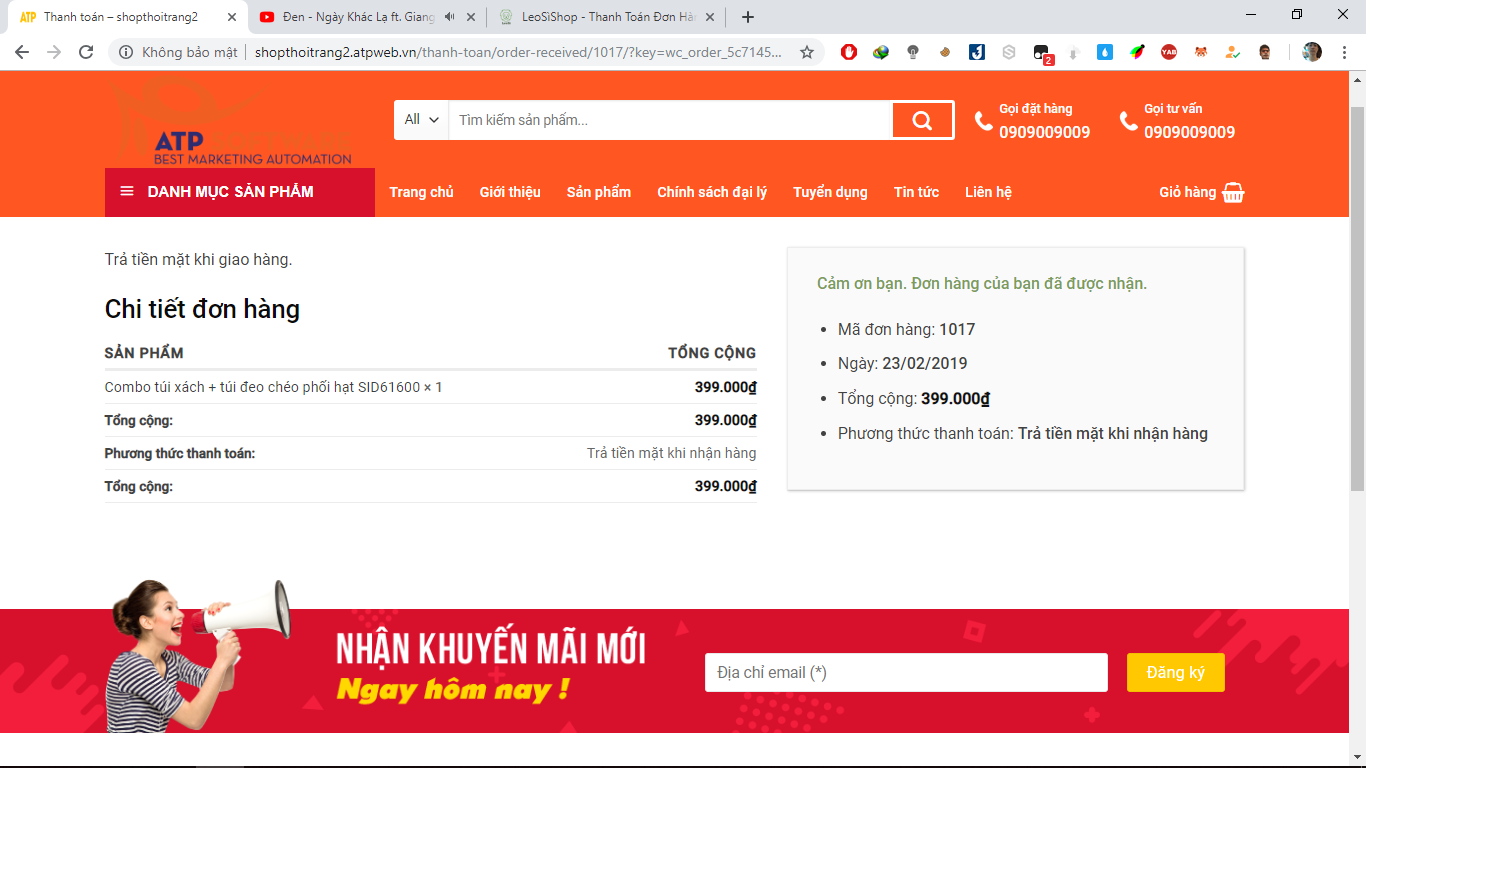 ATP Thanh toán – shopthoitrang2
Đen - Ngày Khác Lạ ft. Giang
LeoSìShop - Thanh Toán Đơn Hà
Không bảo mật
shopthoitrang2.atpweb.vn/thanh-toan/order-received/1017/?key=wc_order_5c7145...
2
YAB
ATP
BEST MARKETING AUTOMATION
All
Tìm kiếm sản phẩm...
Gọi đặt hàng
0909009009
Gọi tư vấn
0909009009
DANH MỤC SẢN PHẨM
Trang chủ
Giới thiệu
Sản phẩm
Chính sách đại lý
Tuyển dụng
Tin tức
Liên hệ
Giỏ hàng
Trả tiền mặt khi giao hàng.
Chi tiết đơn hàng
SẢN PHẨM TỔNG CỘNG
Combo túi xách + túi đeo chéo phối hạt SID61600 × 1 399.000₫
Tổng cộng: 399.000₫
Phương thức thanh toán: Trả tiền mặt khi nhận hàng
Tổng cộng: 399.000₫
Cảm ơn bạn. Đơn hàng của bạn đã được nhận.
Mã đơn hàng: 1017
Ngày: 23/02/2019
Tổng cộng: 399.000₫
Phương thức thanh toán: Trả tiền mặt khi nhận hàng
NHẬN KHUYẾN MÃI MỚI
Ngay hôm nay !
Địa chỉ email (*)
Đăng ký